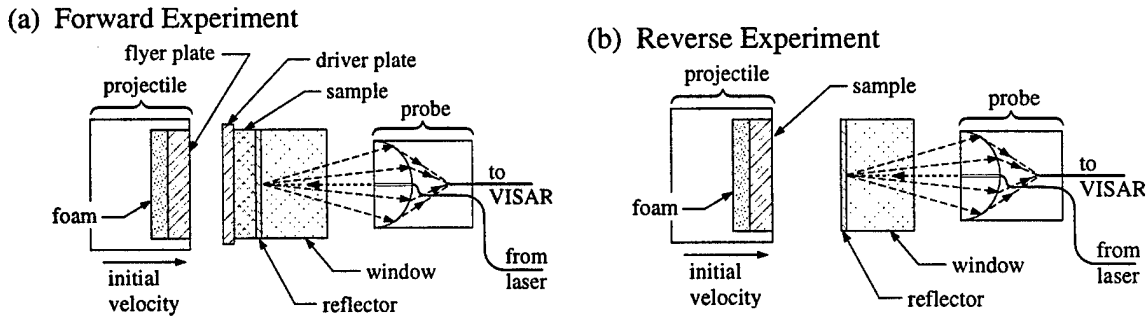 (a) Forward Experiment
flyer plate
driver plate
projectile
sample
probe
to
VISAR
foam
initial
velocity
window
reflector
from
laser
(b) Reverse Experiment
projectile
sample
probe
to
VISAR
foam
initial
velocity
window
reflector
from
laser